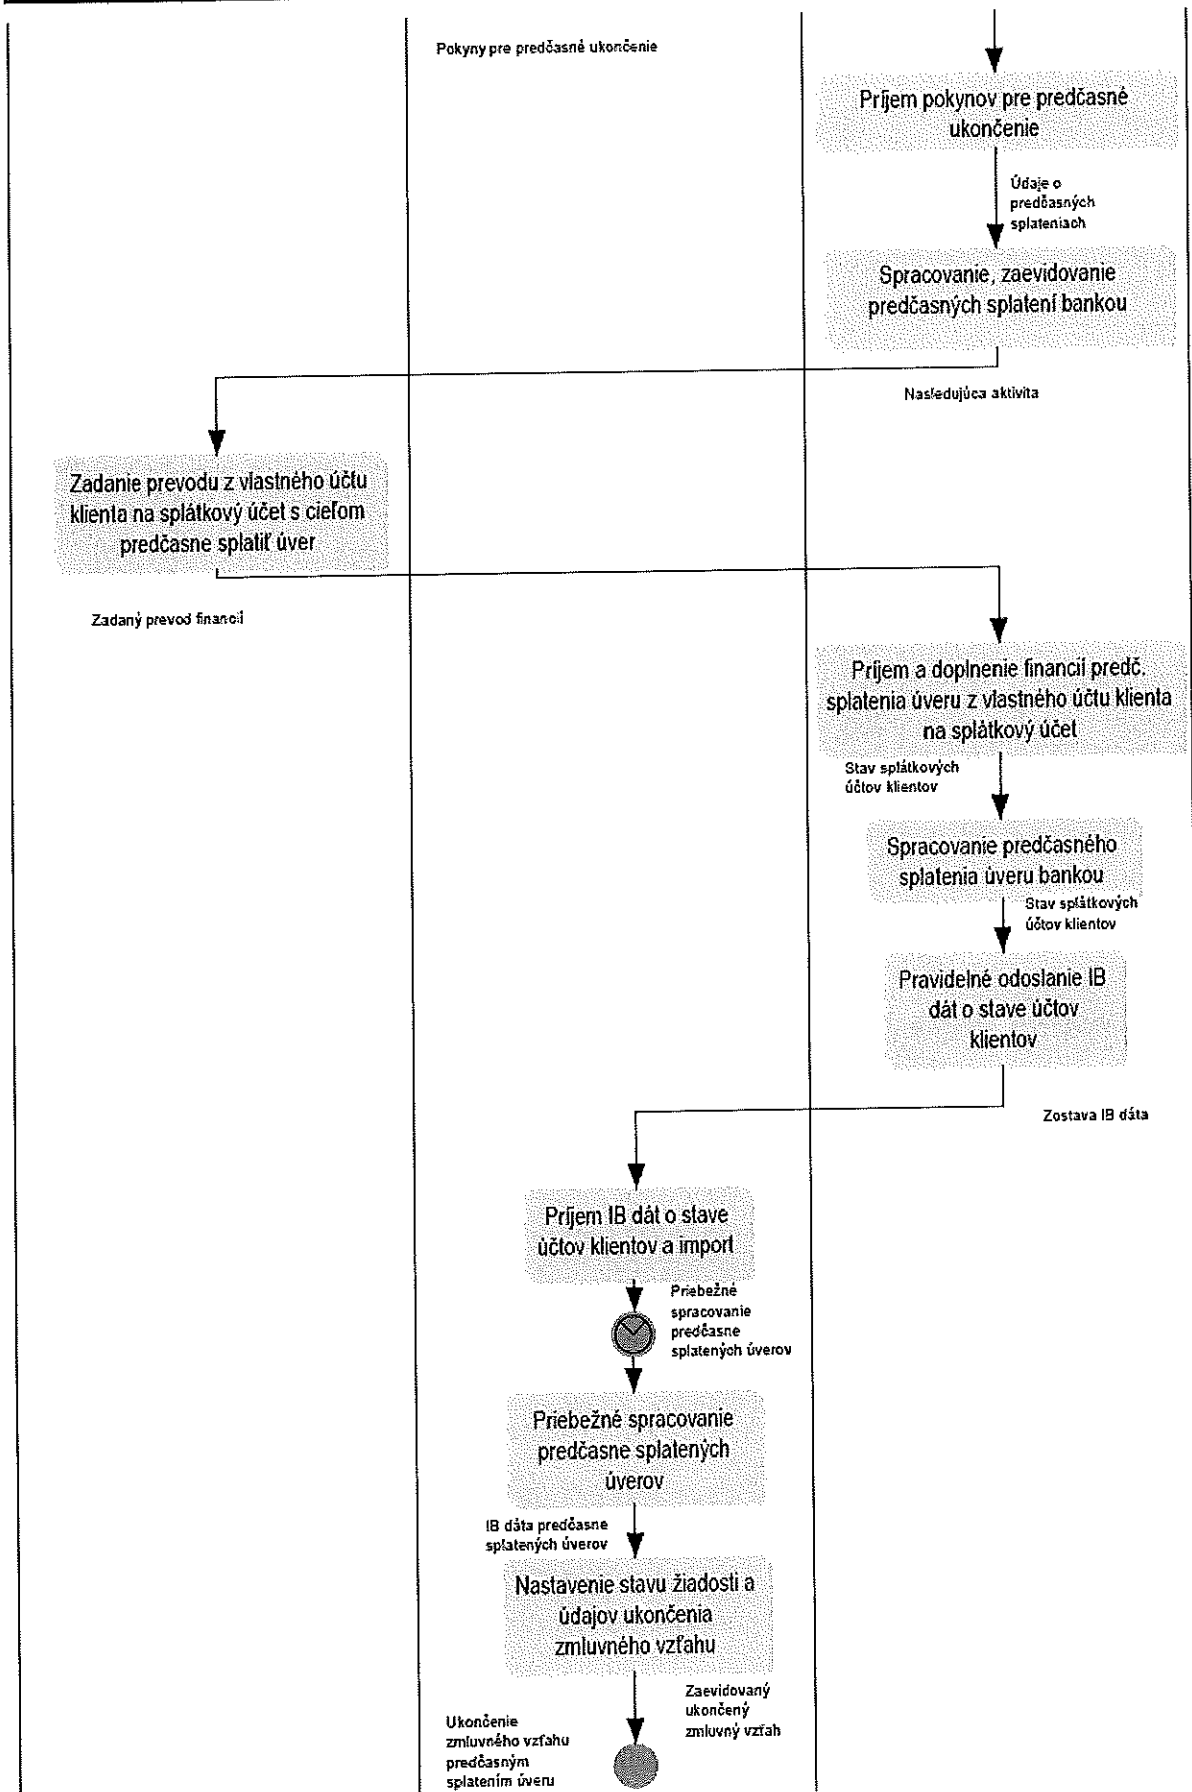 Pokyny pre predčasné ukončenie
Príjem pokynov pre predčasné
ukončenie
Údaje o
predčasných
splateniach
Spracovanie, zaevidovanie
predčasných splatení bankou
Nasledujúca aktivita
Zadanie prevodu z vlastného účtu
klienta na splátkový účet s cieľom
predčasne splatiť úver
Zadaný prevod financií
Príjem a doplnenie financií predč.
splatenia úveru z vlastného účtu klienta
na splátkový účet
Stav splátkových
účtov klientov
Spracovanie predčasného
splatenia úveru bankou
Stav splátkových
účtov klientov
Pravidelné odoslanie IB
dát o stave účtov
klientov
Zostava IB dáta
Príjem IB dát o stave
účtov klientov a import
Priebežné
spracovanie
predčasne
splatených úverov
Priebežné spracovanie
predčasne splatených
úverov
IB dáta predčasne
splatených úverov
Nastavenie stavu žiadosti a
údajov ukončenia
zmluvného vzťahu
Zaevidovaný
ukončený
zmluvný vzťah
Ukončenie
zmluvného vzťahu
predčasným
splatením úveru